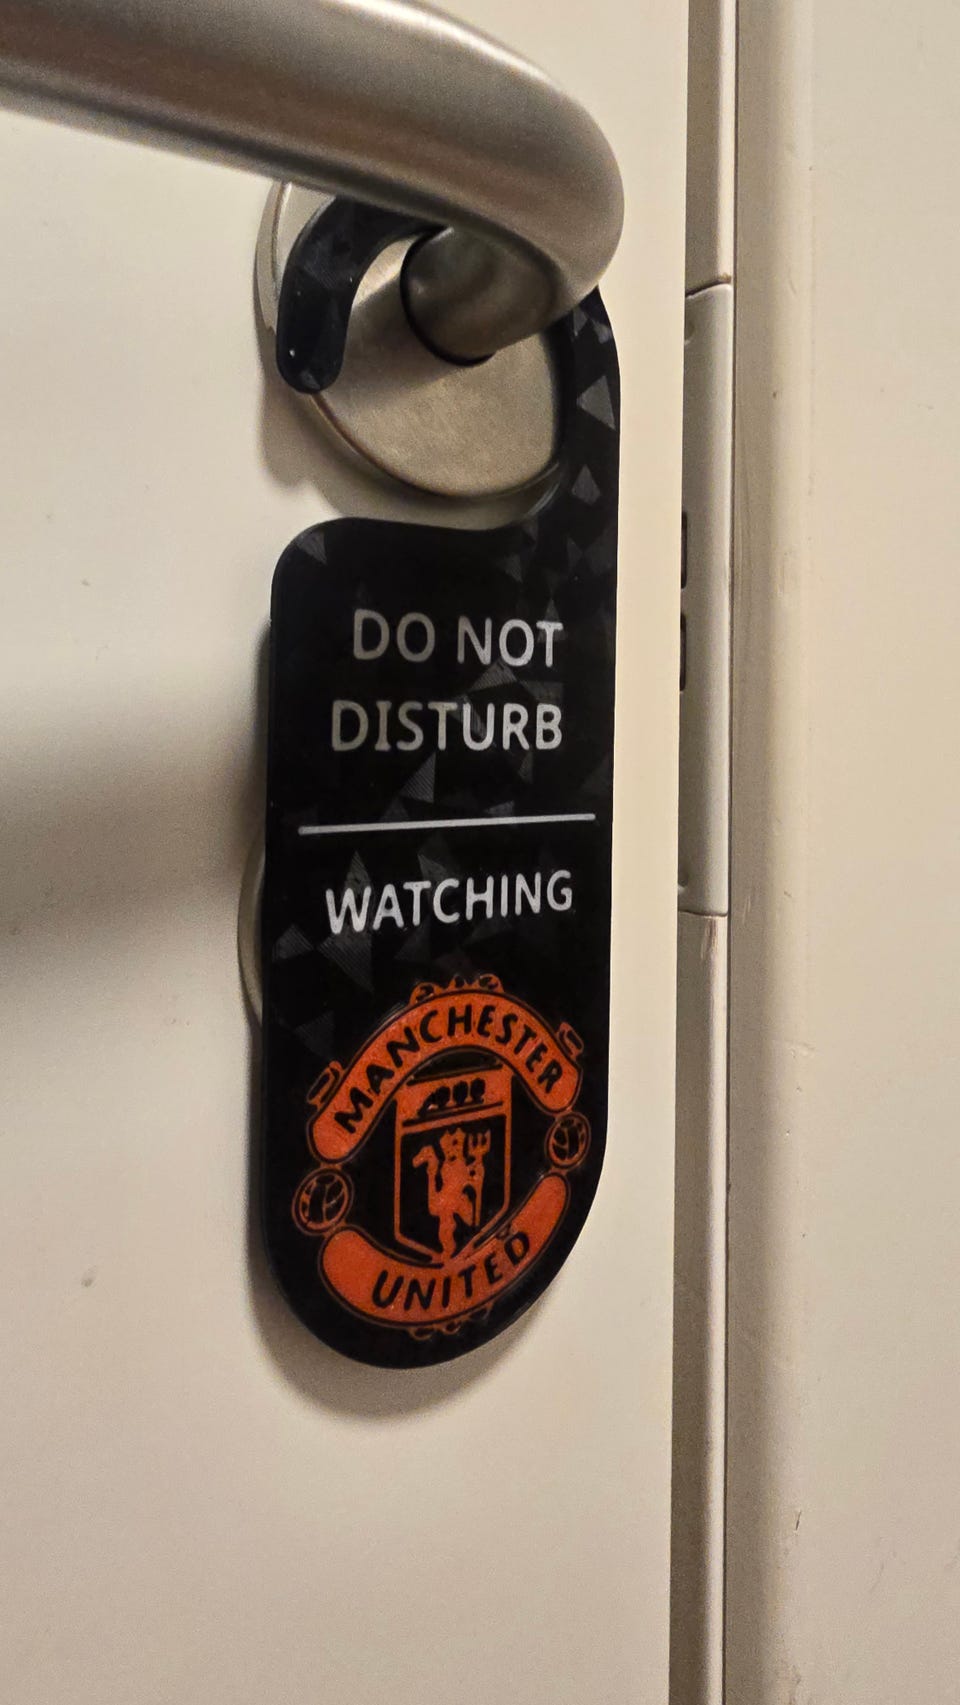 DO NOT
DISTURB
WATCHING
MANCHESTER
UNITED